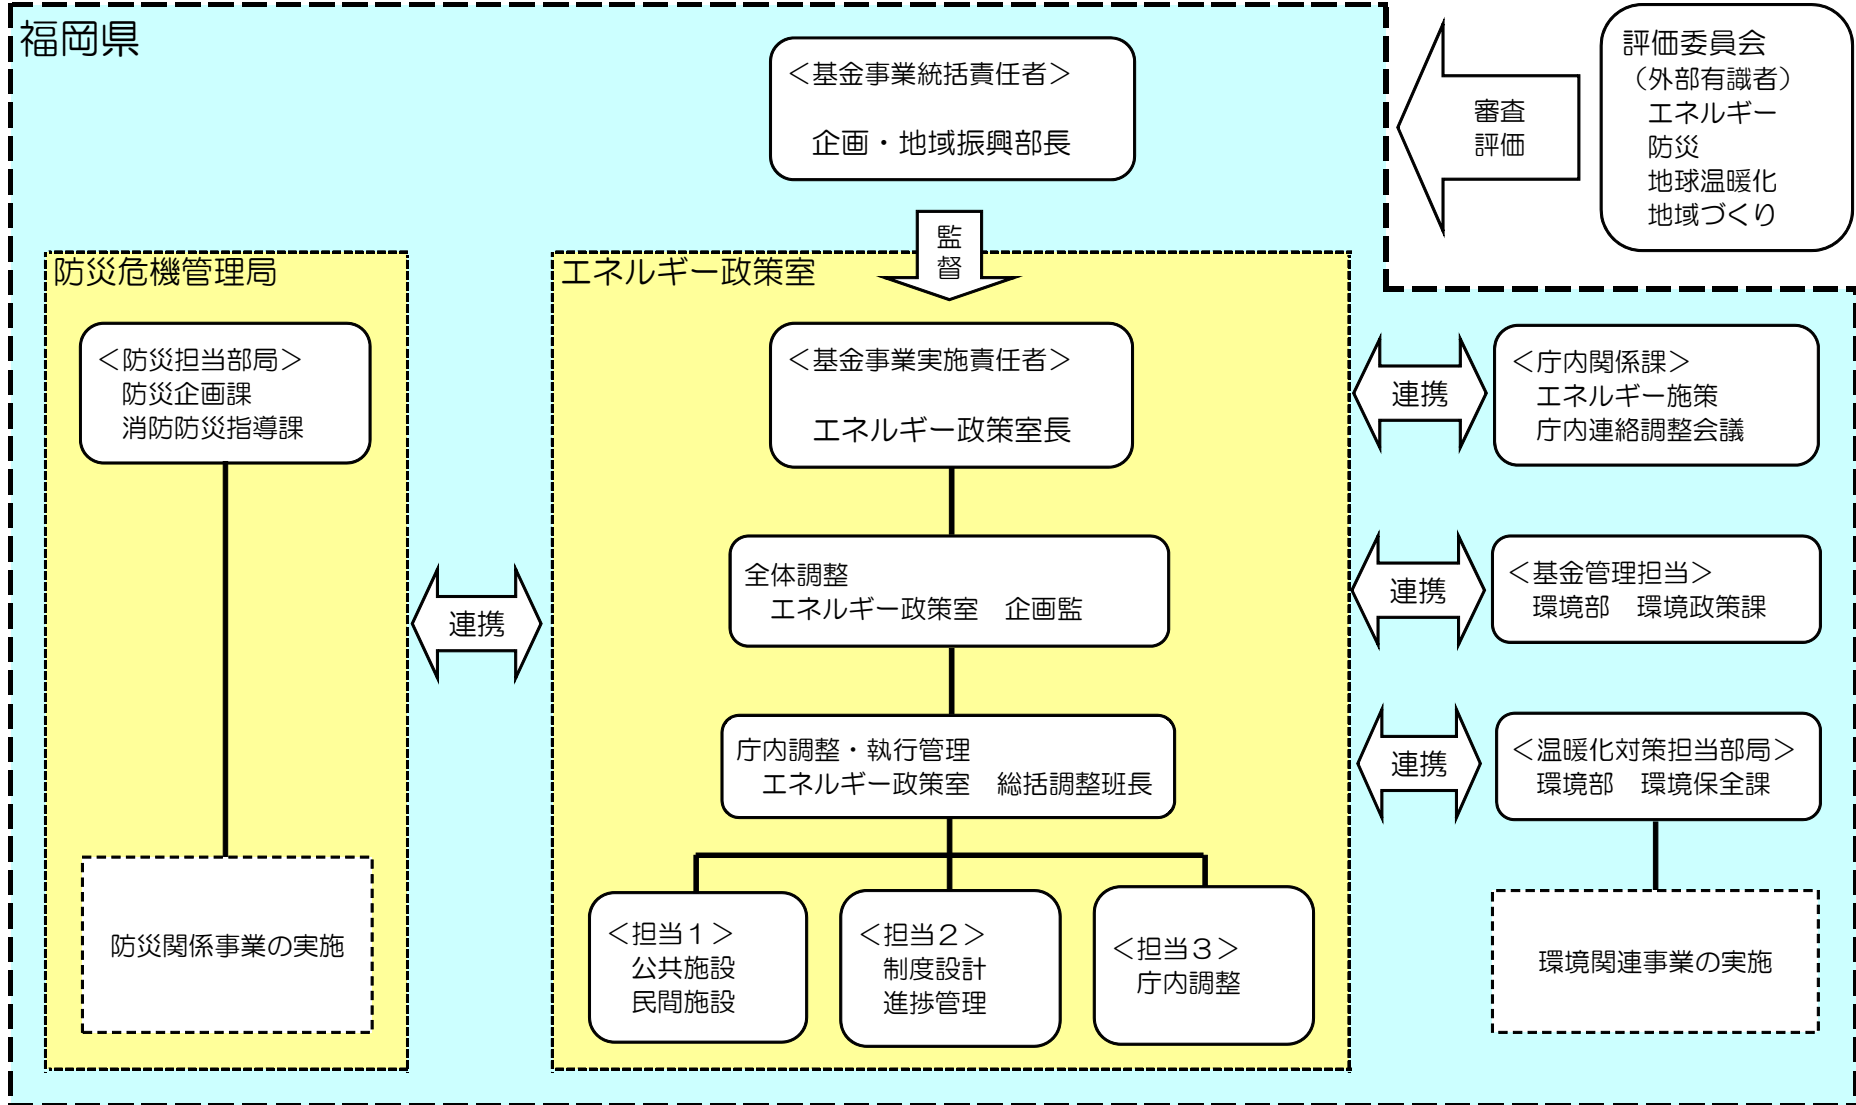 福岡県
＜基金事業統括責任者＞
企画・地域振興部長
審査
評価
評価委員会
（外部有識者）
エネルギー
防災
地球温暖化
地域づくり
監
督
防災危機管理局
＜防災担当部局＞
防災企画課
消防防災指導課
防災関係事業の実施
連携
エネルギー政策室
＜基金事業実施責任者＞
エネルギー政策室長
全体調整
エネルギー政策室　企画監
庁内調整・執行管理
エネルギー政策室　総括調整班長
＜担当１＞
公共施設
民間施設
＜担当２＞
制度設計
進捗管理
＜担当３＞
庁内調整
連携
＜庁内関係課＞
エネルギー施策
庁内連絡調整会議
連携
＜基金管理担当＞
環境部　環境政策課
連携
＜温暖化対策担当部局＞
環境部　環境保全課
環境関連事業の実施